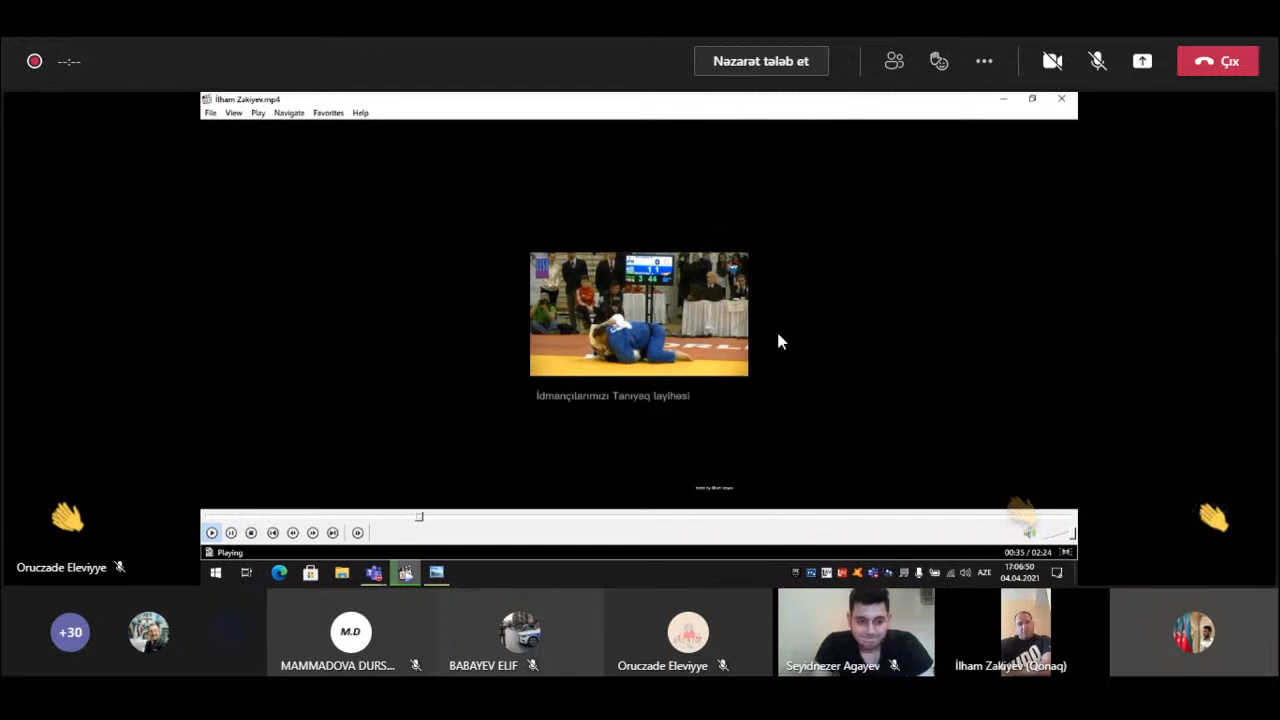 --:--
Nəzarət tələb et
Çıx
İlham Zəkiyev.mp4
File View Play Navigate Favorites Help
İdmançılarımızı Tanıyaq layihəsi
Playing
00:35 / 02:24
AZE
17:06:50
04.04.2021
Oruczade Eleviyye
+30
M.D
MAMMADOVA DURS...
BABAYEV ELIF
Oruczade Eleviyye
Seyidnezer Agayev
İlham Zakiyev (Qonaq)